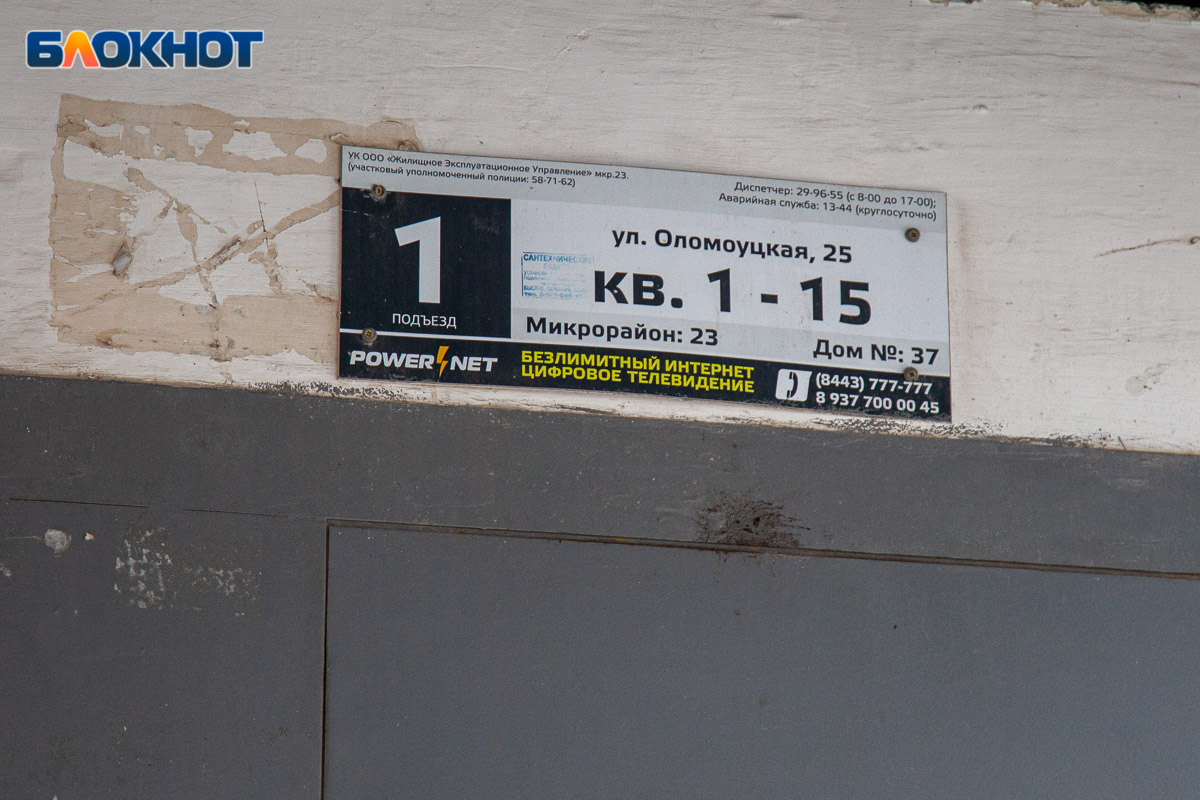 БЛОКНОТ
УК ООО «Жилищное Эксплуатационное Управление» мкр.23.
(участковый уполномоченный полиции: 58-71-62)
Диспетчер: 29-96-55 (с 8-00 до 17-00);
Аварийная служба: 13-44 (круглосуточно)
1
ПОДЪЕЗД
ул. Оломоуцкая, 25
САНТЕХНИЧЕСКИЕ
кв. 1 - 15
Микрорайон: 23
Дом №: 37
POWER NET
БЕЗЛИМИТНЫЙ ИНТЕРНЕТ
ЦИФРОВОЕ ТЕЛЕВИДЕНИЕ
(8443) 777-777
8 937 700 00 45